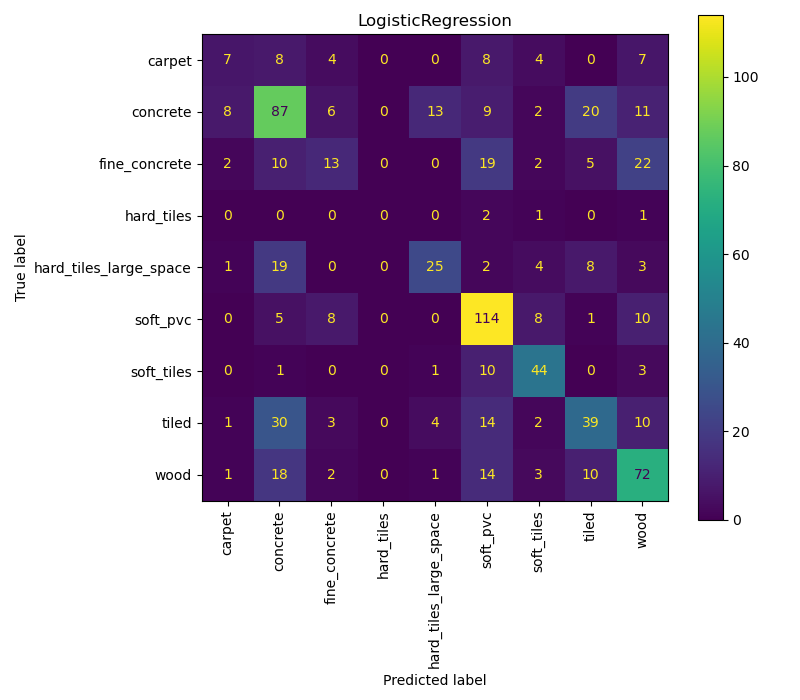 LogisticRegression
carpet 7 8 4 0 0 8 4 0 7
concrete 8 87 6 0 13 9 2 20 11
fine_concrete 2 10 13 0 0 19 2 5 22
hard_tiles 0 0 0 0 0 2 1 0 1
hard_tiles_large_space 1 19 0 0 25 2 4 8 3
soft_pvc 0 5 8 0 0 114 8 1 10
soft_tiles 0 1 0 0 1 10 44 0 3
tiled 1 30 3 0 4 14 2 39 10
wood 1 18 2 0 1 14 3 10 72
True label
carpet
concrete
fine_concrete
hard_tiles
hard_tiles_large_space
soft_pvc
soft_tiles
tiled
wood
Predicted label
100
80
60
40
20
0